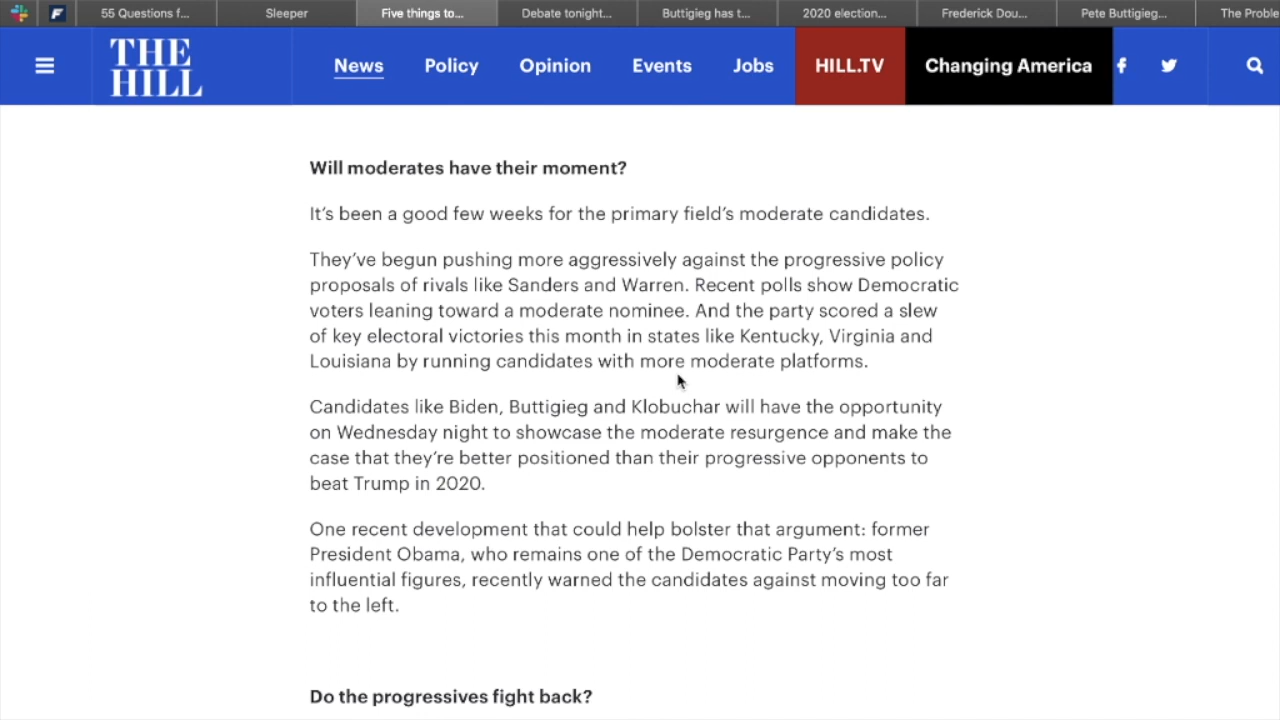 55 Questions f...
Sleeper
Five things to...
Debate tonight...
Buttigieg has t...
2020 election...
Frederick Dou...
Pete Buttigieg...
The Proble
THE
HILL
News
Policy
Opinion
Events
Jobs
HILL.TV
Changing America
Will moderates have their moment?
It's been a good few weeks for the primary field's moderate candidates.
They've begun pushing more aggressively against the progressive policy
proposals of rivals like Sanders and Warren. Recent polls show Democratic
voters leaning toward a moderate nominee. And the party scored a slew
of key electoral victories this month in states like Kentucky, Virginia and
Louisiana by running candidates with more moderate platforms.
Candidates like Biden, Buttigieg and Klobuchar will have the opportunity
on Wednesday night to showcase the moderate resurgence and make the
case that they're better positioned than their progressive opponents to
beat Trump in 2020.
One recent development that could help bolster that argument: former
President Obama, who remains one of the Democratic Party's most
influential figures, recently warned the candidates against moving too far
to the left.
Do the progressives fight back?